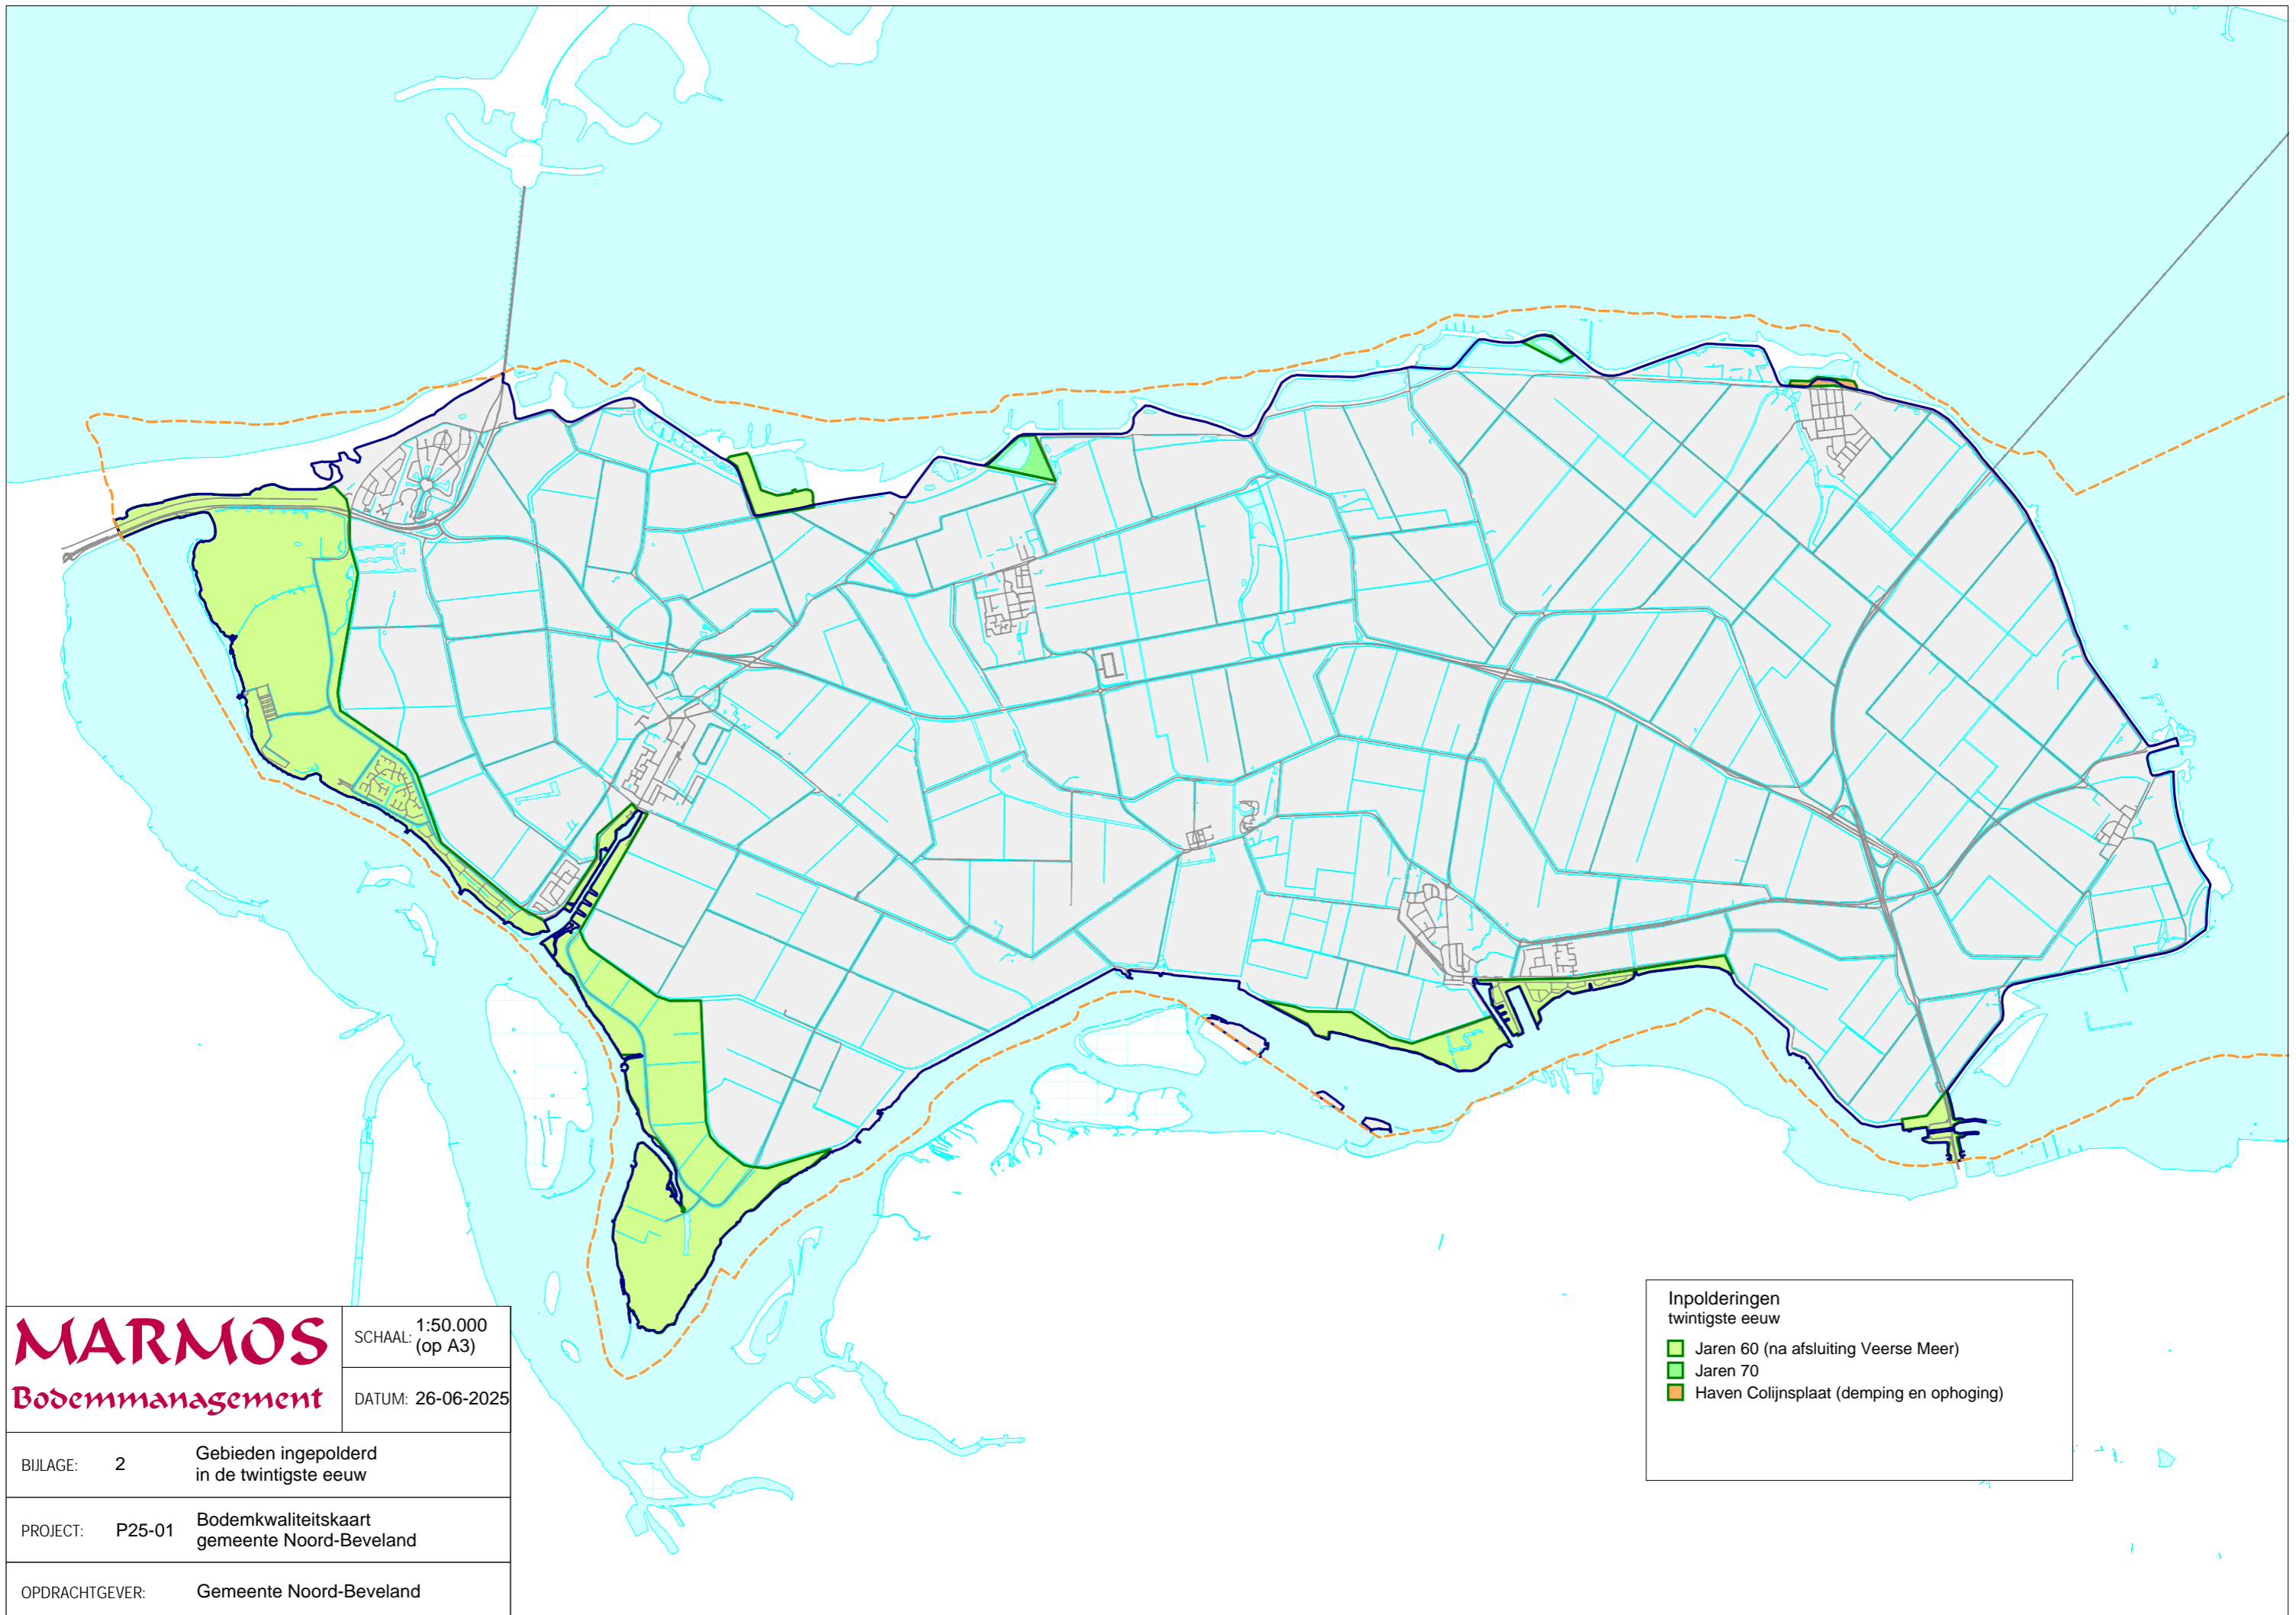 Inpolderingen
twintigste eeuw
Jaren 60 (na afsluiting Veerse Meer)
Jaren 70
Haven Colijnsplaat (demping en ophoging)
MARMOS
Bodemmanagement
SCHAAL: 1:50.000
(op A3)
DATUM: 26-06-2025
BIJLAGE: 2 Gebieden ingepolderd
in de twintigste eeuw
PROJECT: P25-01 Bodemkwaliteitskaart
gemeente Noord-Beveland
OPDRACHTGEVER: Gemeente Noord-Beveland